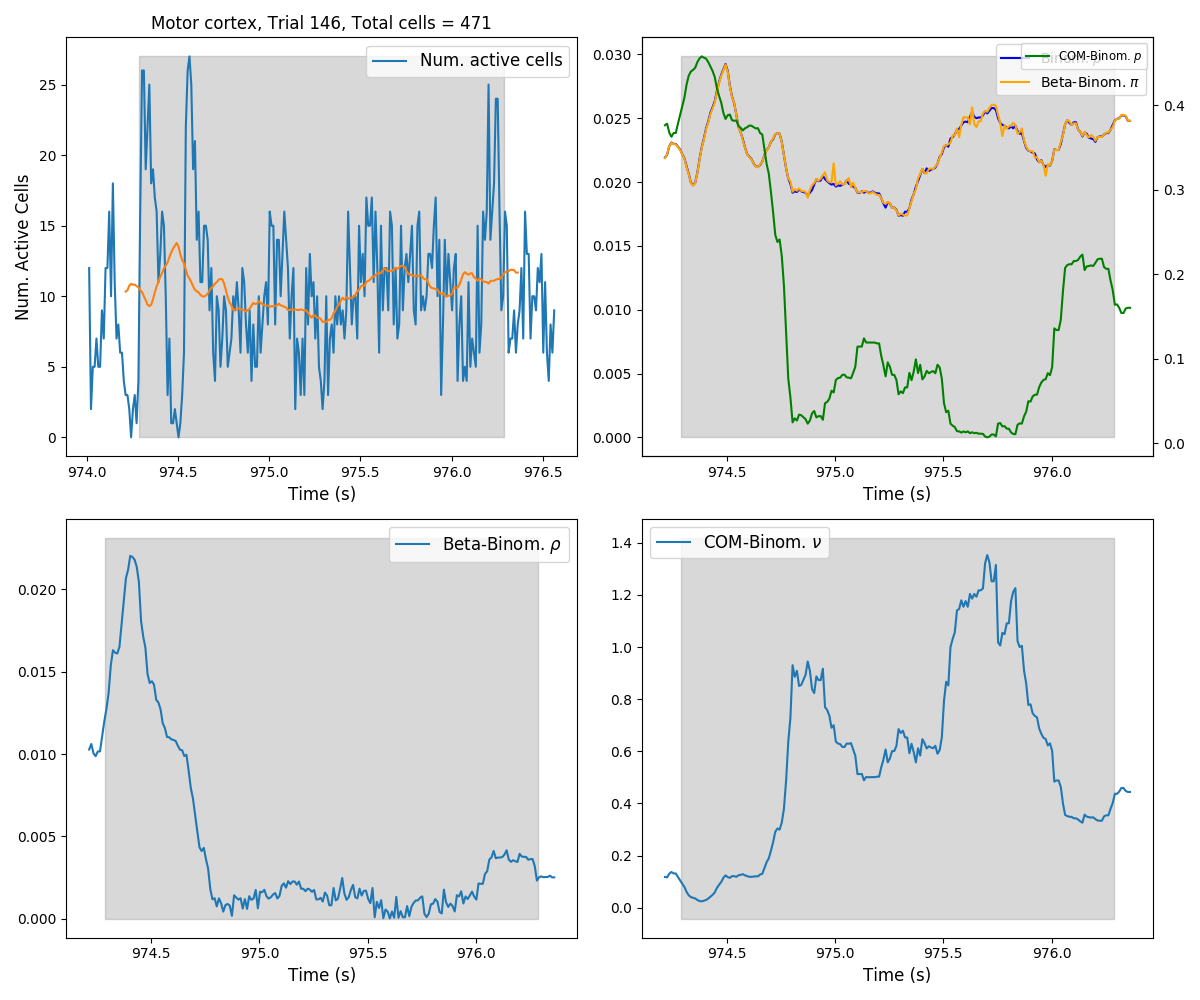 Motor cortex, Trial 146, Total cells = 471
Num. Active Cells
Num. active cells
25
20
15
10
5
0
974.0 974.5 975.0 975.5 976.0 976.5
Time (s)
COM-Binom. p
Beta-Binom. π
0.030
0.025
0.020
0.015
0.010
0.005
0.000
0.4
0.3
0.2
0.1
0.0
974.5 975.0 975.5 976.0
Time (s)
Beta-Binom. ρ
0.020
0.015
0.010
0.005
0.000
974.5 975.0 975.5 976.0
Time (s)
COM-Binom. ν
1.4
1.2
1.0
0.8
0.6
0.4
0.2
0.0
974.5 975.0 975.5 976.0
Time (s)